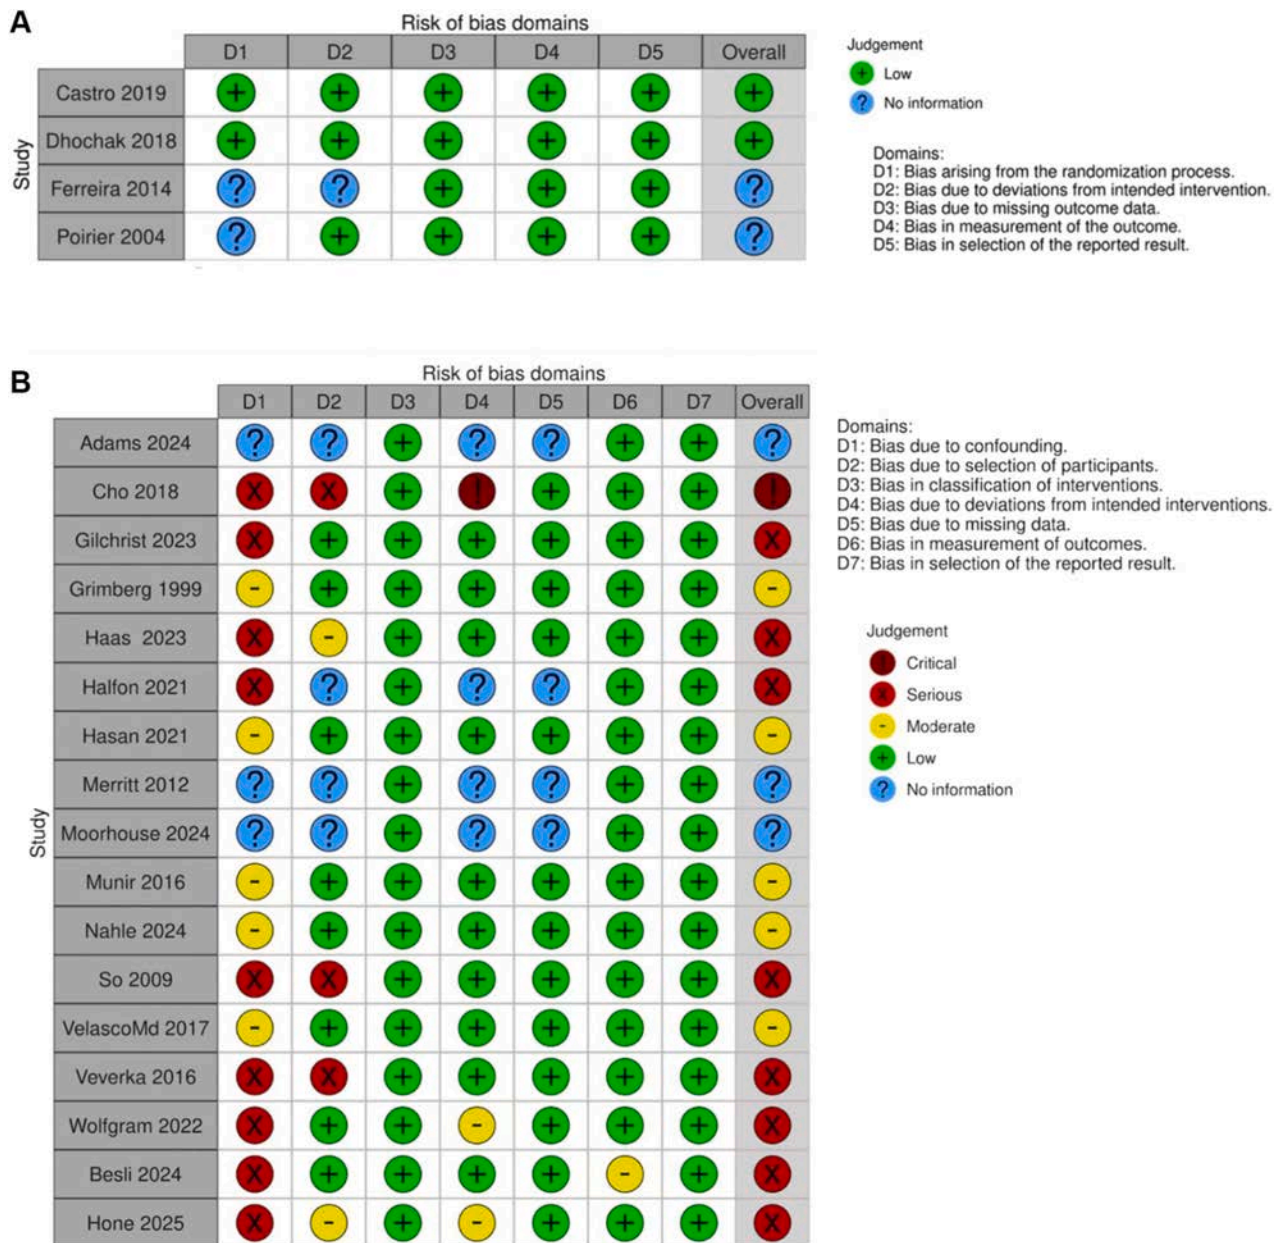 A
Risk of bias domains
D1 D2 D3 D4 D5 Overall
Study
Castro 2019 + + + + + +
Dhochak 2018 + + + + + +
Ferreira 2014 ? ? + + + ?
Poirier 2004 ? + + + + ?
Judgement
+ Low
? No information
Domains:
D1: Bias arising from the randomization process.
D2: Bias due to deviations from intended intervention.
D3: Bias due to missing outcome data.
D4: Bias in measurement of the outcome.
D5: Bias in selection of the reported result.
B
Risk of bias domains
D1 D2 D3 D4 D5 D6 D7 Overall
Study
Adams 2024 ? ? + ? ? + + ?
Cho 2018 X X + ! + + + !
Gilchrist 2023 X + + + + + + X
Grimberg 1999 - + + + + + + -
Haas 2023 X - + + + + + X
Halfon 2021 X ? + ? ? + + X
Hasan 2021 - + + + + + + -
Merritt 2012 ? ? + ? ? + + ?
Moorhouse 2024 ? ? + ? ? + + ?
Munir 2016 - + + + + + + -
Nahle 2024 - + + + + + + -
So 2009 X X + + + + + X
VelascoMd 2017 - + + + + + + -
Veverka 2016 X X + + + + + X
Wolfgram 2022 X + + - + + + X
Besli 2024 X + + + + - + X
Hone 2025 X - + - + + + X
Domains:
D1: Bias due to confounding.
D2: Bias due to selection of participants.
D3: Bias in classification of interventions.
D4: Bias due to deviations from intended interventions.
D5: Bias due to missing data.
D6: Bias in measurement of outcomes.
D7: Bias in selection of the reported result.
Judgement
! Critical
X Serious
- Moderate
+ Low
? No information